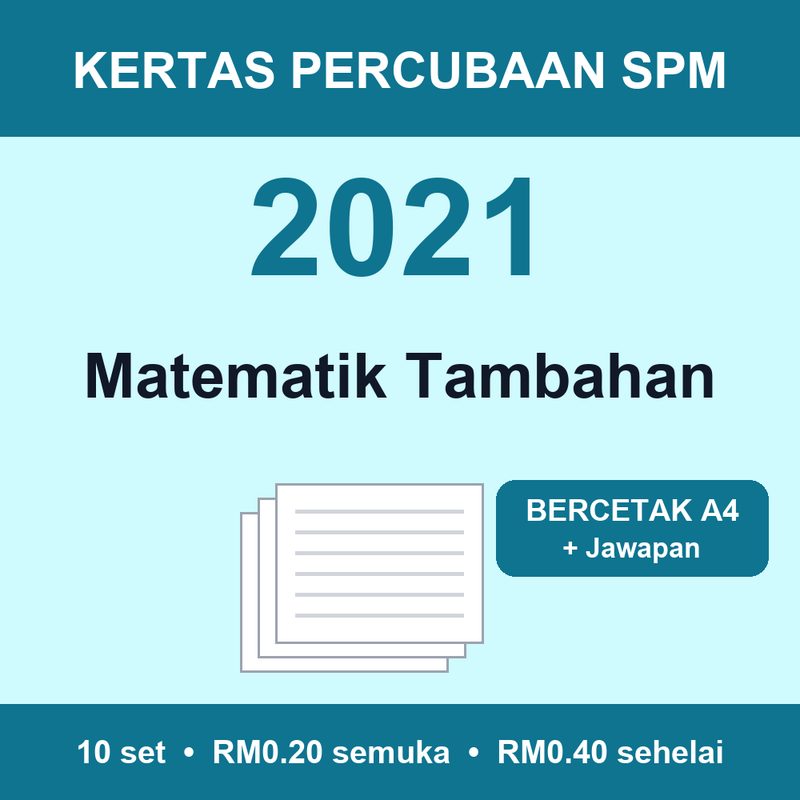 KERTAS PERCUBAAN SPM
2021
Matematik Tambahan
BERCETAK A4
+ Jawapan
10 set • RM0.20 semuka • RM0.40 sehelai